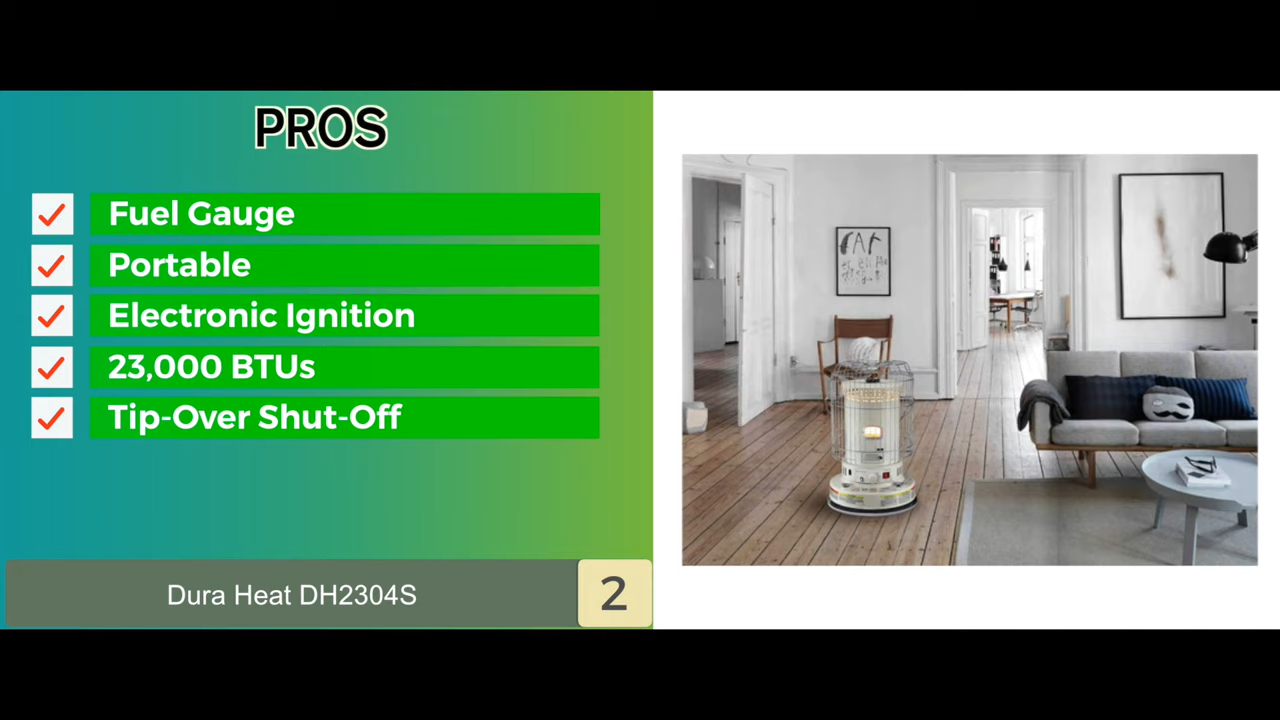 PROS
Fuel Gauge
Portable
Electronic Ignition
23,000 BTUs
Tip-Over Shut-Off
Dura Heat DH2304S
2